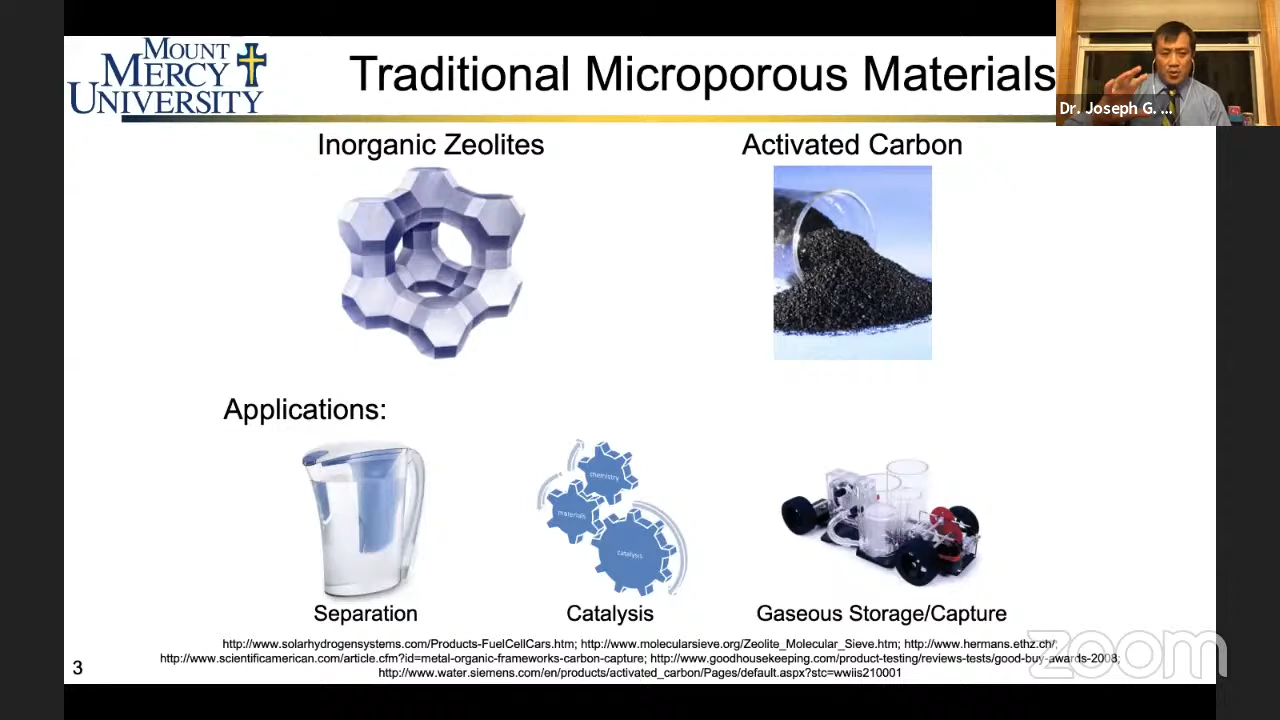 MOUNT
MERCY
UNIVERSITY
Traditional Microporous Materials
Dr. Joseph G. ...
Inorganic Zeolites
Activated Carbon
Applications:
chemistry
materials
catalysis
Separation
Catalysis
Gaseous Storage/Capture
http://www.solarhydrogensystems.com/Products-FuelCellCars.htm; http://www.molecularsieve.org/Zeolite_Molecular_Sieve.htm; http://www.hermans.ethz.ch/;
http://www.scientificamerican.com/article.cfm?id=metal-organic-frameworks-carbon-capture; http://www.goodhousekeeping.com/product-testing/reviews-tests/good-buy-awards-2008;
http://www.water.siemens.com/en/products/activated_carbon/Pages/default.aspx?stc=wwiis210001
3
zoom